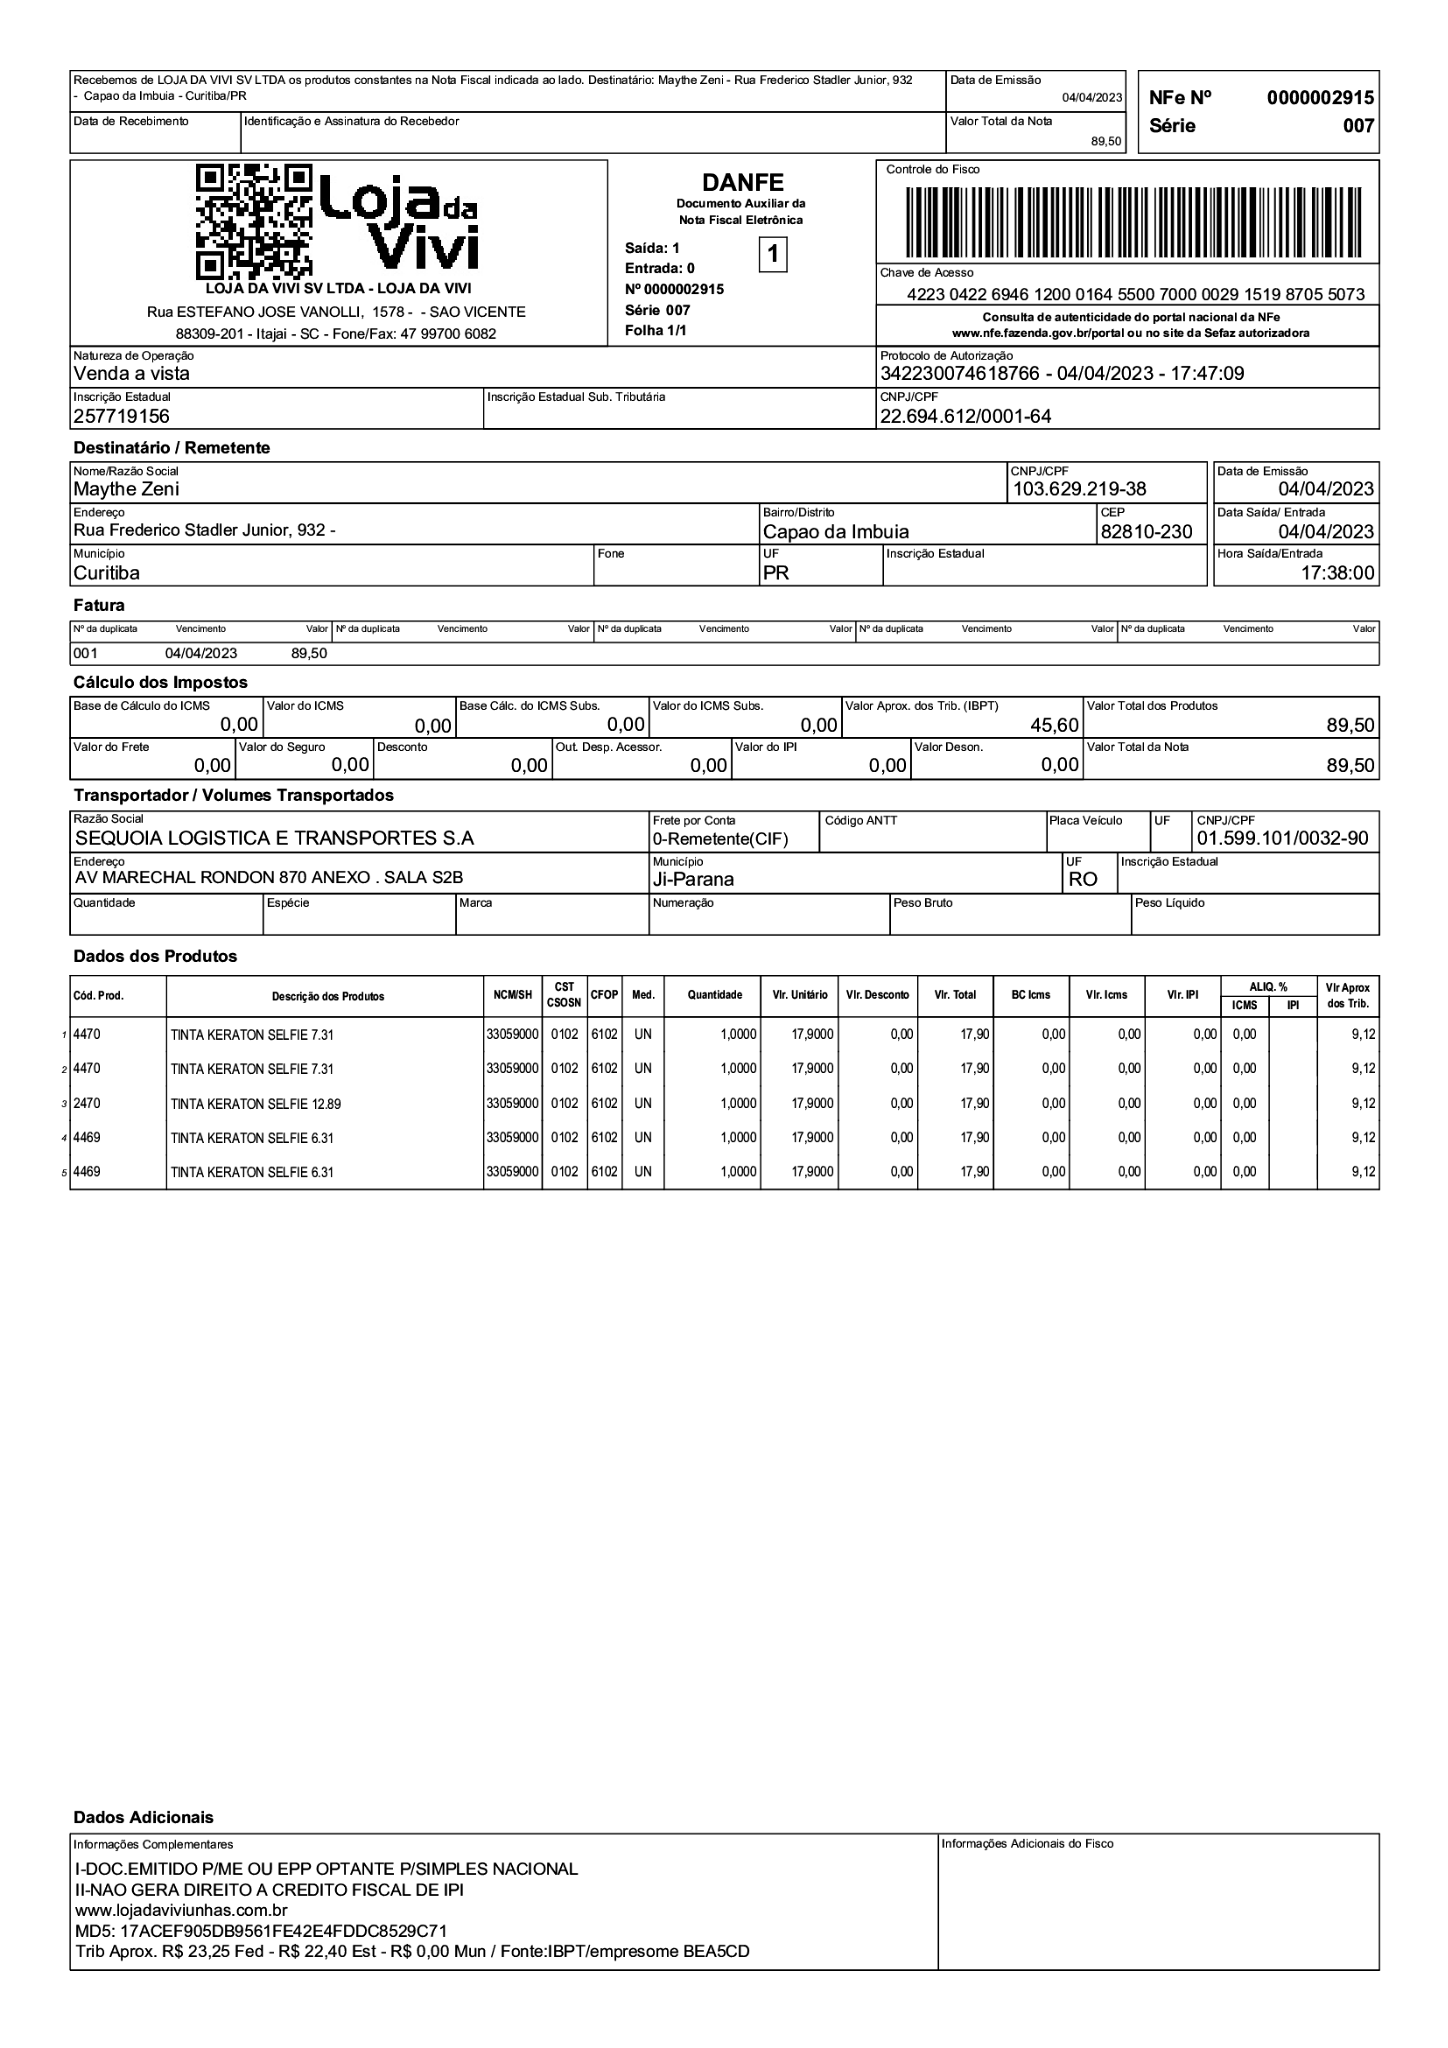 Recebemos de LOJA DA VIVI SV LTDA os produtos constantes na Nota Fiscal indicada ao lado. Destinatário: Maythe Zeni - Rua Frederico Stadler Junior, 932
- Capao da Imbuia - Curitiba/PR
Data de Emissão
04/04/2023
Data de Recebimento
Identificação e Assinatura do Recebedor
Valor Total da Nota
89,50
NFe Nº 0000002915
Série 007
Loja da
Vivi
LOJA DA VIVI SV LTDA - LOJA DA VIVI
Rua ESTEFANO JOSE VANOLLI, 1578 - - SAO VICENTE
88309-201 - Itajai - SC - Fone/Fax: 47 99700 6082
DANFE
Documento Auxiliar da
Nota Fiscal Eletrônica
Saída: 1
Entrada: 0
1
Nº 0000002915
Série 007
Folha 1/1
Controle do Fisco
Chave de Acesso
4223 0422 6946 1200 0164 5500 7000 0029 1519 8705 5073
Consulta de autenticidade do portal nacional da NFe
www.nfe.fazenda.gov.br/portal ou no site da Sefaz autorizadora
Natureza de Operação
Venda a vista
Protocolo de Autorização
342230074618766 - 04/04/2023 - 17:47:09
Inscrição Estadual
257719156
Inscrição Estadual Sub. Tributária
CNPJ/CPF
22.694.612/0001-64
Destinatário / Remetente
Nome/Razão Social
Maythe Zeni
CNPJ/CPF
103.629.219-38
Data de Emissão
04/04/2023
Endereço
Rua Frederico Stadler Junior, 932 -
Bairro/Distrito
Capao da Imbuia
CEP
82810-230
Data Saída/ Entrada
04/04/2023
Município
Curitiba
Fone
UF
PR
Inscrição Estadual
Hora Saída/Entrada
17:38:00
Fatura
Nº da duplicata Vencimento Valor Nº da duplicata Vencimento Valor Nº da duplicata Vencimento Valor Nº da duplicata Vencimento Valor Nº da duplicata Vencimento Valor
001 04/04/2023 89,50
Cálculo dos Impostos
Base de Cálculo do ICMS Valor do ICMS Base Cálc. do ICMS Subs. Valor do ICMS Subs. Valor Aprox. dos Trib. (IBPT) Valor Total dos Produtos
0,00 0,00 0,00 0,00 45,60 89,50
Valor do Frete Valor do Seguro Desconto Out. Desp. Acessor. Valor do IPI Valor Deson. Valor Total da Nota
0,00 0,00 0,00 0,00 0,00 0,00 89,50
Transportador / Volumes Transportados
Razão Social
SEQUOIA LOGISTICA E TRANSPORTES S.A
Frete por Conta
0-Remetente(CIF)
Código ANTT
Placa Veículo
UF
CNPJ/CPF
01.599.101/0032-90
Endereço
AV MARECHAL RONDON 870 ANEXO . SALA S2B
Município
Ji-Parana
UF
RO
Inscrição Estadual
Quantidade Espécie Marca Numeração Peso Bruto Peso Líquido
Dados dos Produtos
Cód. Prod. Descrição dos Produtos NCM/SH CST CSOSN CFOP Med. Quantidade Vlr. Unitário Vlr. Desconto Vlr. Total BC Icms Vlr. Icms Vlr. IPI ALIQ. % ICMS IPI Vlr Aprox dos Trib.
1 4470 TINTA KERATON SELFIE 7.31 33059000 0102 6102 UN 1,0000 17,9000 0,00 17,90 0,00 0,00 0,00 0,00 9,12
2 4470 TINTA KERATON SELFIE 7.31 33059000 0102 6102 UN 1,0000 17,9000 0,00 17,90 0,00 0,00 0,00 0,00 9,12
3 2470 TINTA KERATON SELFIE 12.89 33059000 0102 6102 UN 1,0000 17,9000 0,00 17,90 0,00 0,00 0,00 0,00 9,12
4 4469 TINTA KERATON SELFIE 6.31 33059000 0102 6102 UN 1,0000 17,9000 0,00 17,90 0,00 0,00 0,00 0,00 9,12
5 4469 TINTA KERATON SELFIE 6.31 33059000 0102 6102 UN 1,0000 17,9000 0,00 17,90 0,00 0,00 0,00 0,00 9,12
Dados Adicionais
Informações Complementares
I-DOC.EMITIDO P/ME OU EPP OPTANTE P/SIMPLES NACIONAL
II-NAO GERA DIREITO A CREDITO FISCAL DE IPI
www.lojadaviviunhas.com.br
MD5: 17ACEF905DB9561FE42E4FDDC8529C71
Trib Aprox. R$ 23,25 Fed - R$ 22,40 Est - R$ 0,00 Mun / Fonte:IBPT/empresome BEA5CD
Informações Adicionais do Fisco